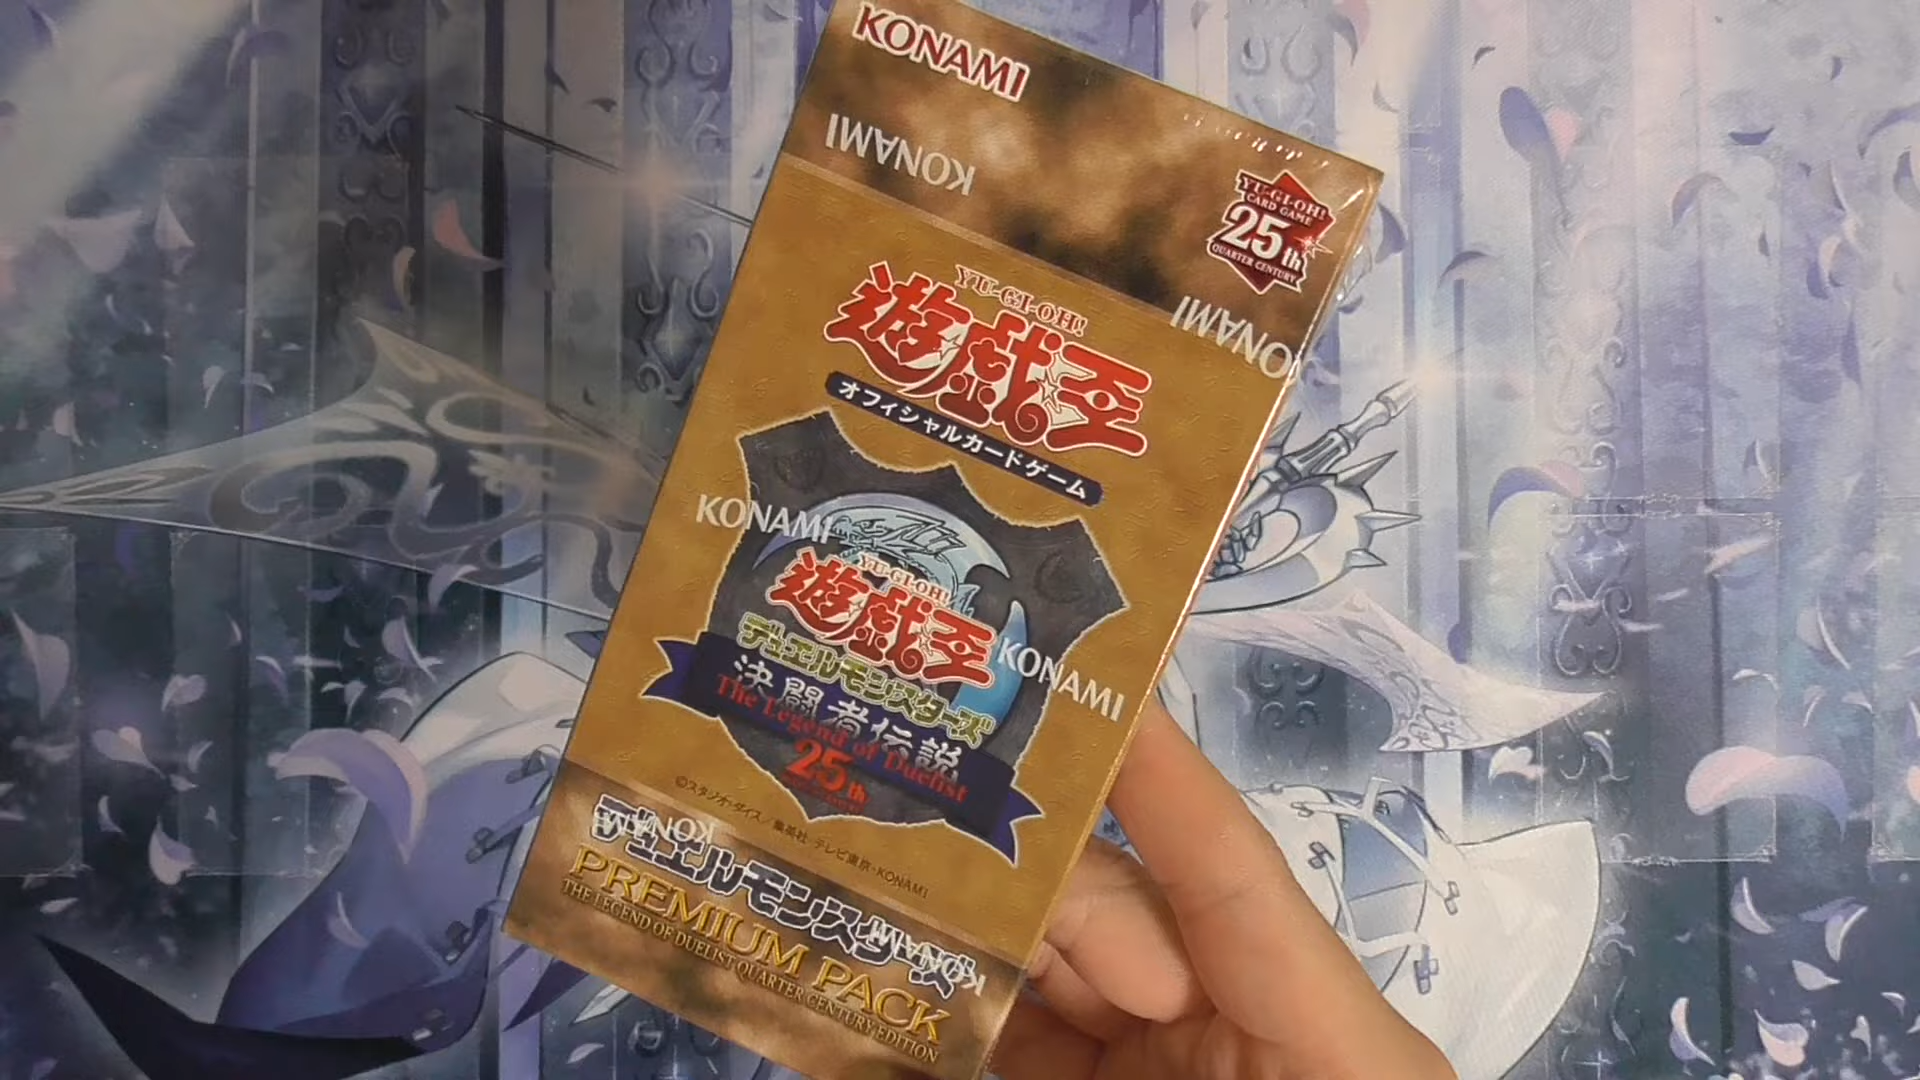 KONAMI
KONAMI
YU-GI-OH!
CARD GAME
25th
QUARTER CENTURY
KONAMI
YU-GI-OH!
遊戯王
オフィシャルカードゲーム
KONAMI
YU-GI-OH!
遊戯王
KONAMI
デュエルモンスターズ
決闘者伝説
The Legend of Duelist
25th
©スタジオ・ダイス／集英社・テレビ東京・KONAMI
KONAMI
デュエルモンスターズ
KONAMI
PREMIUM PACK
THE LEGEND OF DUELIST QUARTER CENTURY EDITION